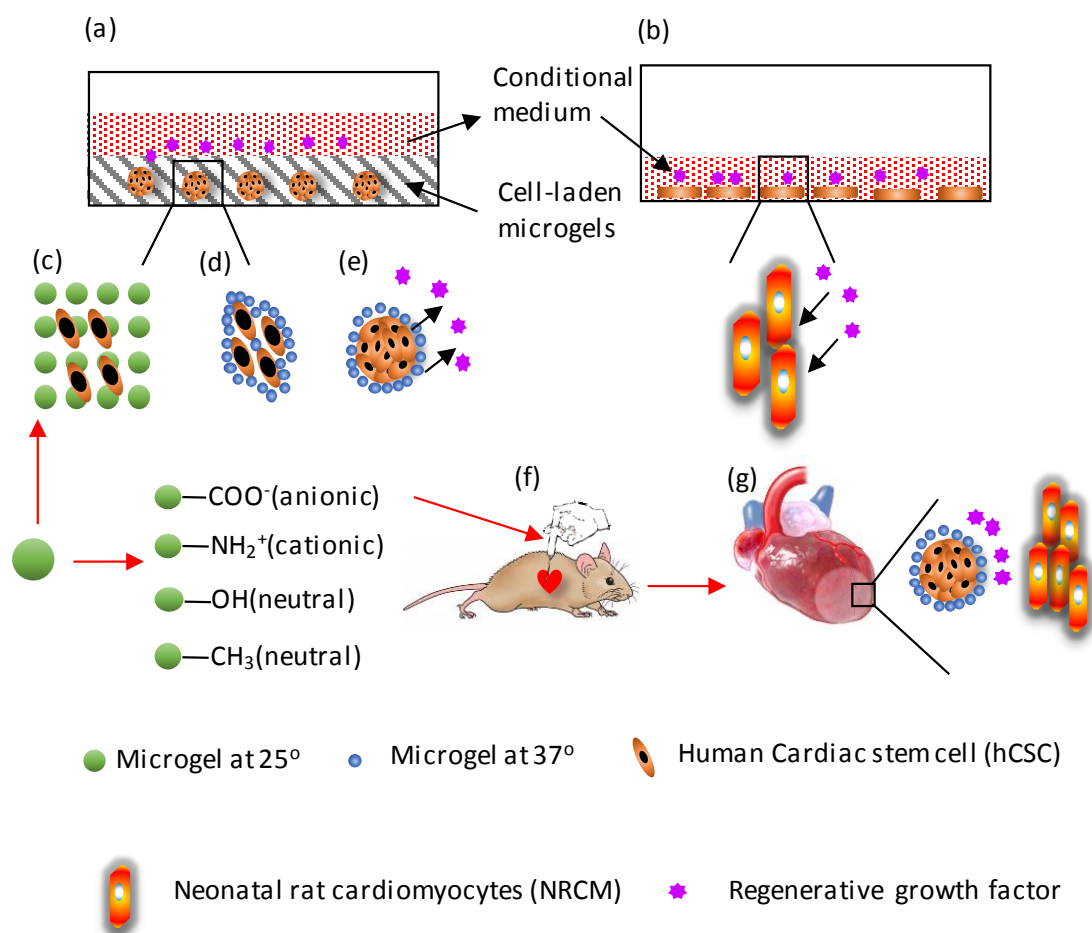 (a)
(b)
Conditional
medium
Cell-laden
microgels
(c)
(d)
(e)
COO⁻(anionic)
NH₂⁺(cationic)
OH(neutral)
CH₃(neutral)
(f)
(g)
Microgel at 25°
Microgel at 37°
Human Cardiac stem cell (hCSC)
Neonatal rat cardiomyocytes (NRCM)
Regenerative growth factor